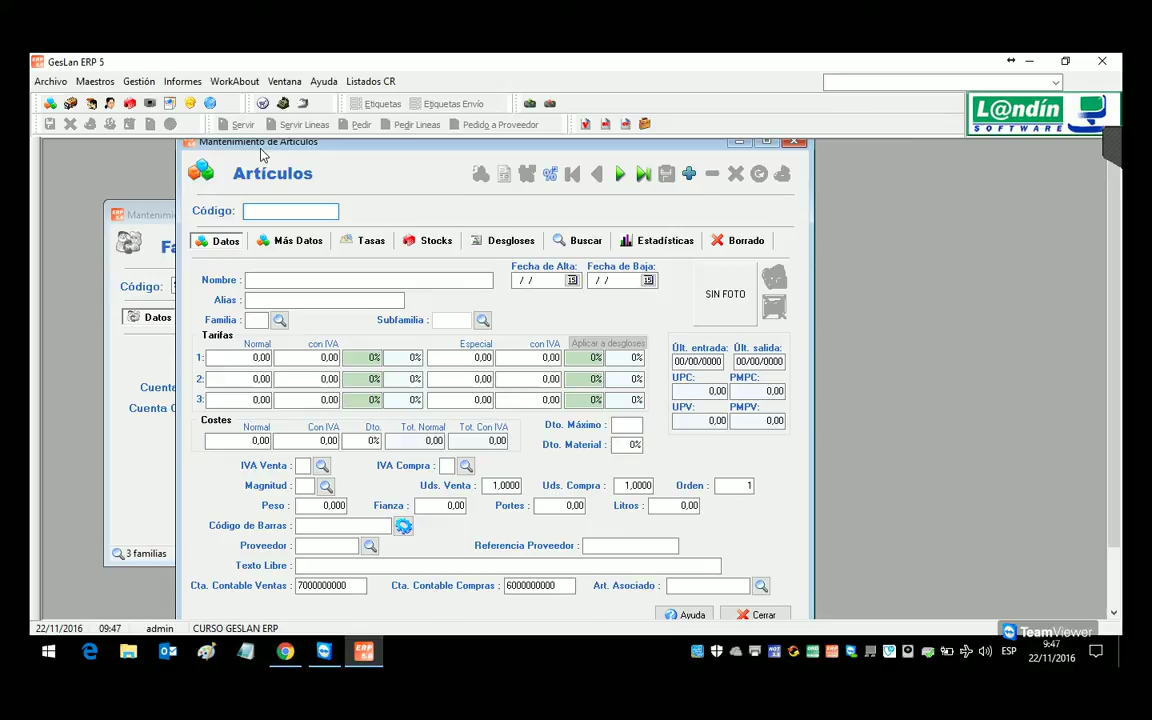 GesLan ERP 5
Archivo Maestros Gestión Informes WorkAbout Ventana Ayuda Listados CR
Etiquetas Etiquetas Envío
L@ndín
SOFTWARE
Servir Servir Lineas Pedir Pedir Lineas Pedido a Proveedor
Mantenimiento de Artículos
Artículos
Código:
Datos Más Datos Tasas Stocks Desgloses Buscar Estadísticas Borrado
Mantenimie
Fa
Código:
Datos
Cuenta
Cuenta C
3 familias
Fecha de Alta: Fecha de Baja:
Nombre : / / 15 / / 15
SIN FOTO
Alias :
Familia : Subfamilia :
Tarifas
Normal con IVA Especial con IVA Aplicar a desgloses
1: 0,00 0,00 0% 0% 0,00 0,00 0% 0%
2: 0,00 0,00 0% 0% 0,00 0,00 0% 0%
3: 0,00 0,00 0% 0% 0,00 0,00 0% 0%
Últ. entrada: Últ. salida:
00/00/0000 00/00/0000
UPC: PMPC:
0,00 0,00
UPV: PMPV:
0,00 0,00
Costes
Normal Con IVA Dto. Tot. Normal Tot. Con IVA
0,00 0,00 0% 0,00 0,00
Dto. Máximo :
Dto. Material : 0%
IVA Venta : IVA Compra :
Magnitud : Uds. Venta : 1,0000 Uds. Compra : 1,0000 Orden : 1
Peso : 0,000 Fianza : 0,00 Portes : 0,00 Litros : 0,00
Código de Barras :
Proveedor : Referencia Proveedor :
Texto Libre :
Cta. Contable Ventas : 7000000000 Cta. Contable Compras : 6000000000 Art. Asociado :
Ayuda Cerrar
22/11/2016 09:47 admin CURSO GESLAN ERP
TeamViewer
ERP
5.0
ESP
9:47
22/11/2016